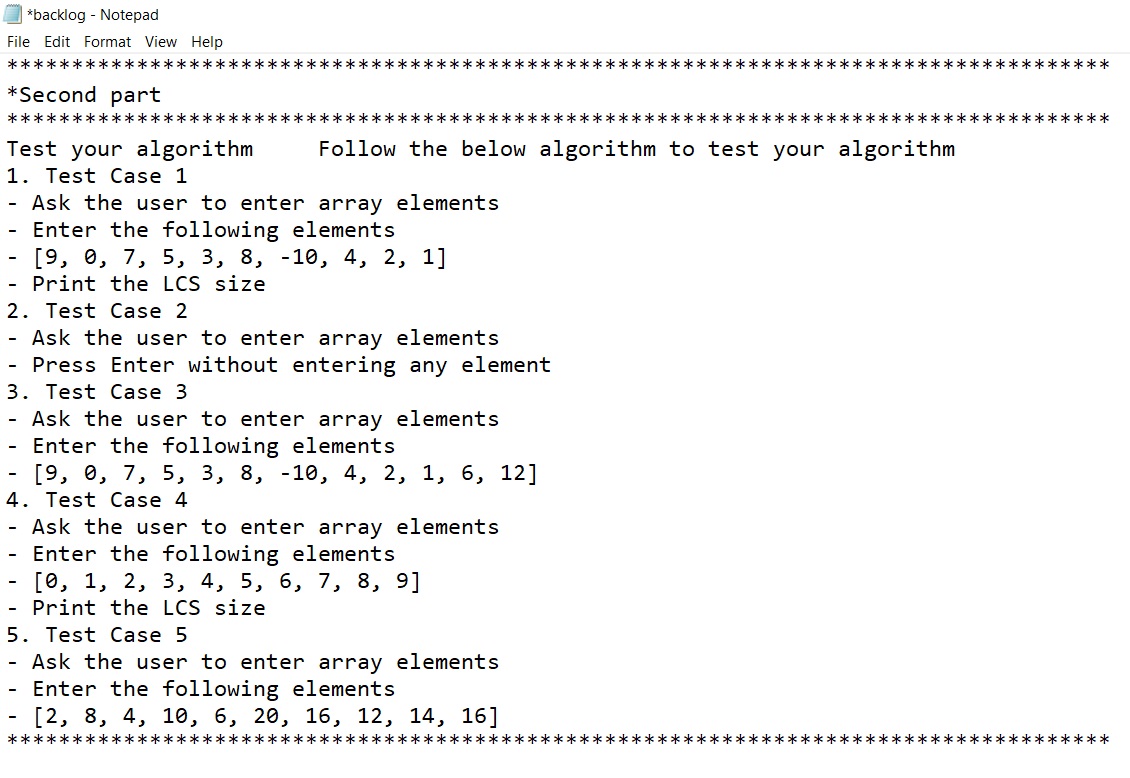 *backlog - Notepad
File Edit Format View Help
*************************************************************************************
*Second part
*************************************************************************************
Test your algorithm     Follow the below algorithm to test your algorithm
1. Test Case 1
- Ask the user to enter array elements
- Enter the following elements
- [9, 0, 7, 5, 3, 8, -10, 4, 2, 1]
- Print the LCS size
2. Test Case 2
- Ask the user to enter array elements
- Press Enter without entering any element
3. Test Case 3
- Ask the user to enter array elements
- Enter the following elements
- [9, 0, 7, 5, 3, 8, -10, 4, 2, 1, 6, 12]
4. Test Case 4
- Ask the user to enter array elements
- Enter the following elements
- [0, 1, 2, 3, 4, 5, 6, 7, 8, 9]
- Print the LCS size
5. Test Case 5
- Ask the user to enter array elements
- Enter the following elements
- [2, 8, 4, 10, 6, 20, 16, 12, 14, 16]
*************************************************************************************